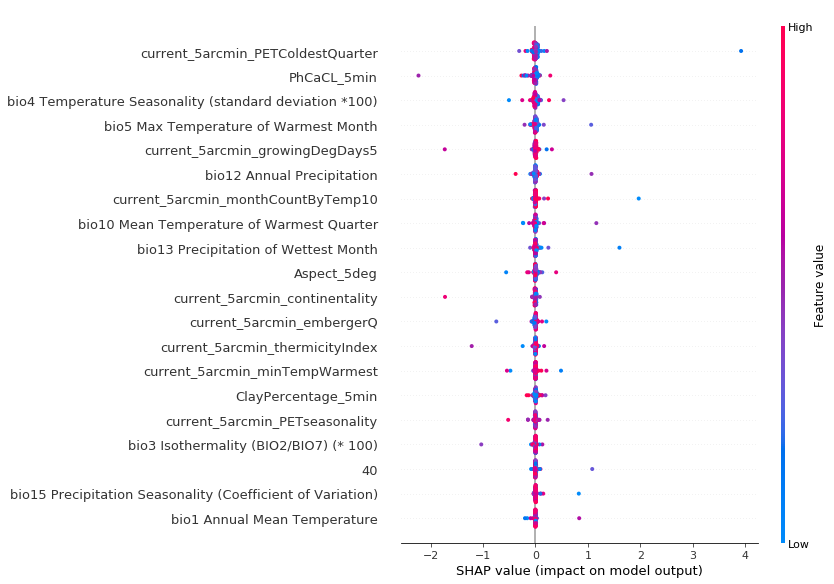 High
current_5arcmin_PETColdestQuarter
PhCaCL_5min
bio4 Temperature Seasonality (standard deviation *100)
bio5 Max Temperature of Warmest Month
current_5arcmin_growingDegDays5
bio12 Annual Precipitation
current_5arcmin_monthCountByTemp10
bio10 Mean Temperature of Warmest Quarter
bio13 Precipitation of Wettest Month
Aspect_5deg
current_5arcmin_continentality
current_5arcmin_embergerQ
current_5arcmin_thermicityIndex
current_5arcmin_minTempWarmest
ClayPercentage_5min
current_5arcmin_PETseasonality
bio3 Isothermality (BIO2/BIO7) (* 100)
40
bio15 Precipitation Seasonality (Coefficient of Variation)
bio1 Annual Mean Temperature
Feature value
Low
−2 −1 0 1 2 3 4
SHAP value (impact on model output)